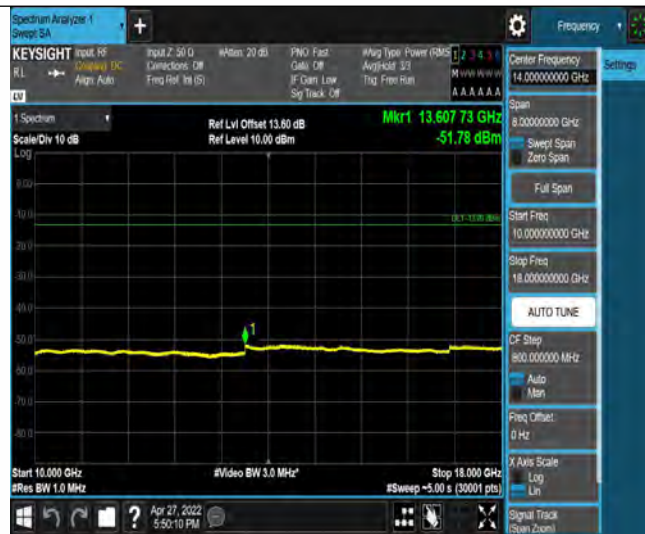 Spectrum Analyzer 1
Swept SA
+
Frequency
KEYSIGHT
RL
Input: RF
Coupling: DC
Align: Auto
Input Z: 50 Ω
Corrections: Off
Freq Ref: Int (S)
#Atten: 20 dB
PNO: Fast
Gate: Off
IF Gain: Low
Sig Track: Off
#Avg Type: Power (RMS
Avg|Hold: 3/3
Trig: Free Run
1 2 3 4 5 6
M W W W W W
A A A A A A
LXI
1 Spectrum
Scale/Div 10 dB
Log
Ref Lvl Offset 13.60 dB
Ref Level 10.00 dBm
Mkr1 13.607 73 GHz
-51.78 dBm
0.00
-10.0
-20.0
-30.0
-40.0
-50.0
-60.0
-70.0
-80.0
1
Start 10.000 GHz
#Res BW 1.0 MHz
#Video BW 3.0 MHz*
Stop 18.000 GHz
#Sweep ~5.00 s (30001 pts)
Apr 27, 2022
5:50:10 PM
?
Settings
Center Frequency
14.000000000 GHz
Span
8.00000000 GHz
Swept Span
Zero Span
Full Span
Start Freq
10.000000000 GHz
Stop Freq
18.000000000 GHz
AUTO TUNE
CF Step
800.000000 MHz
Auto
Man
Freq Offset
0 Hz
X Axis Scale
Log
Lin
Signal Track
(Span Zoom)